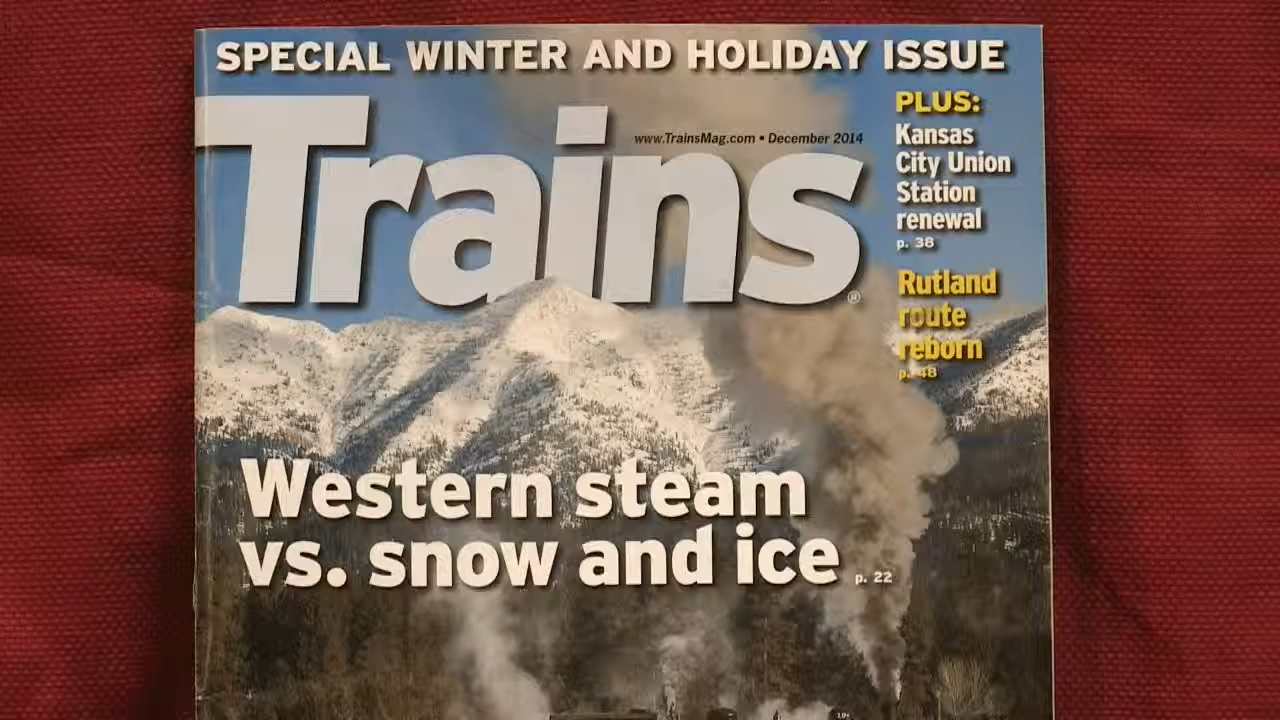 SPECIAL WINTER AND HOLIDAY ISSUE
Trains®
www.TrainsMag.com • December 2014
PLUS:
Kansas
City Union
Station
renewal
p. 38
Rutland
route
reborn
p. 48
Western steam
vs. snow and ice p. 22